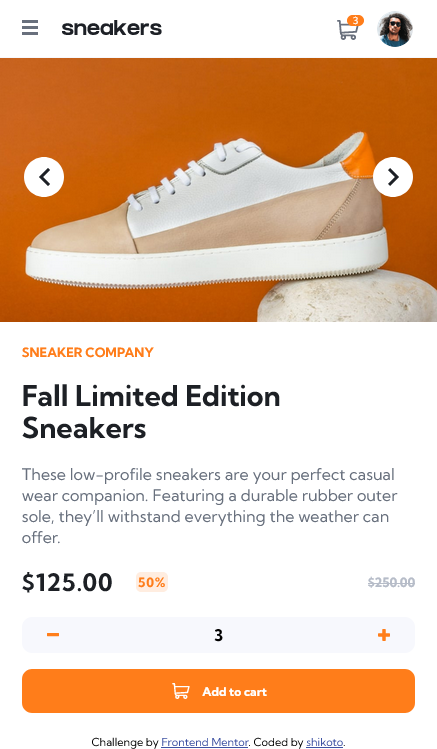 sneakers
3
SNEAKER COMPANY
Fall Limited Edition
Sneakers
These low-profile sneakers are your perfect casual
wear companion. Featuring a durable rubber outer
sole, they’ll withstand everything the weather can
offer.
$125.00 50% $250.00
3
Add to cart
Challenge by Frontend Mentor. Coded by shikoto.